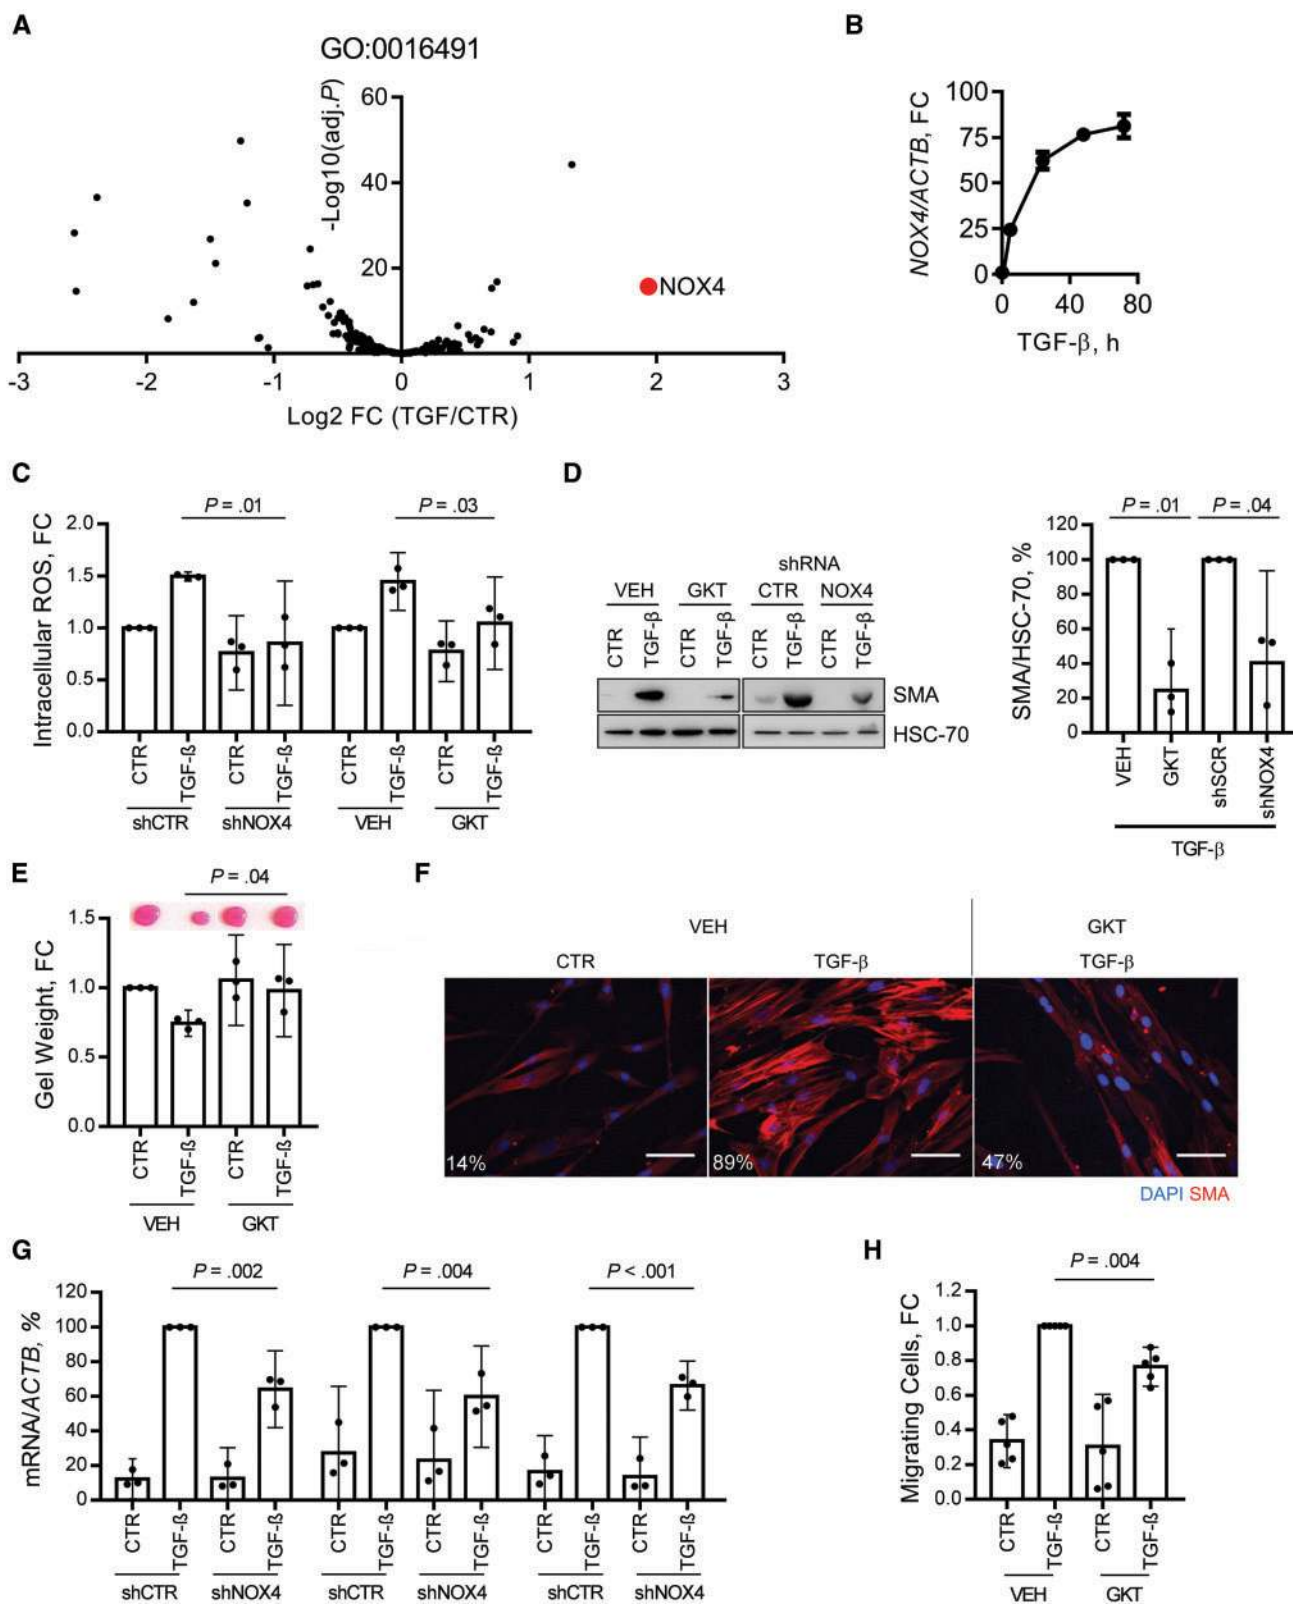 A
GO:0016491
-Log10(adj.P)
60
40
20
NOX4
-3 -2 -1 0 1 2 3
Log2 FC (TGF/CTR)
B
NOX4/ACTB, FC
100
75
50
25
0
0 40 80
TGF-β, h
C
P = .01 P = .03
Intracellular ROS, FC
2.0
1.5
1.0
0.5
0.0
CTR TGF-ß CTR TGF-ß CTR TGF-ß CTR TGF-ß
shCTR shNOX4 VEH GKT
D
shRNA
VEH GKT CTR NOX4
CTR TGF-β CTR TGF-β CTR TGF-β CTR TGF-β
SMA
HSC-70
P = .01 P = .04
SMA/HSC-70, %
120
100
80
60
40
20
0
VEH GKT shSCR shNOX4
TGF-β
E
P = .04
Gel Weight, FC
1.5
1.0
0.5
0.0
CTR TGF-ß CTR TGF-ß
VEH GKT
F
VEH GKT
CTR TGF-β TGF-β
14% 89% 47%
DAPI SMA
G
P = .002 P = .004 P < .001
mRNA/ACTB, %
120
100
80
60
40
20
0
CTR TGF-ß CTR TGF-ß CTR TGF-ß CTR TGF-ß CTR TGF-ß CTR TGF-ß
shCTR shNOX4 shCTR shNOX4 shCTR shNOX4
H
P = .004
Migrating Cells, FC
1.2
1.0
0.8
0.6
0.4
0.2
0.0
CTR TGF-ß CTR TGF-ß
VEH GKT